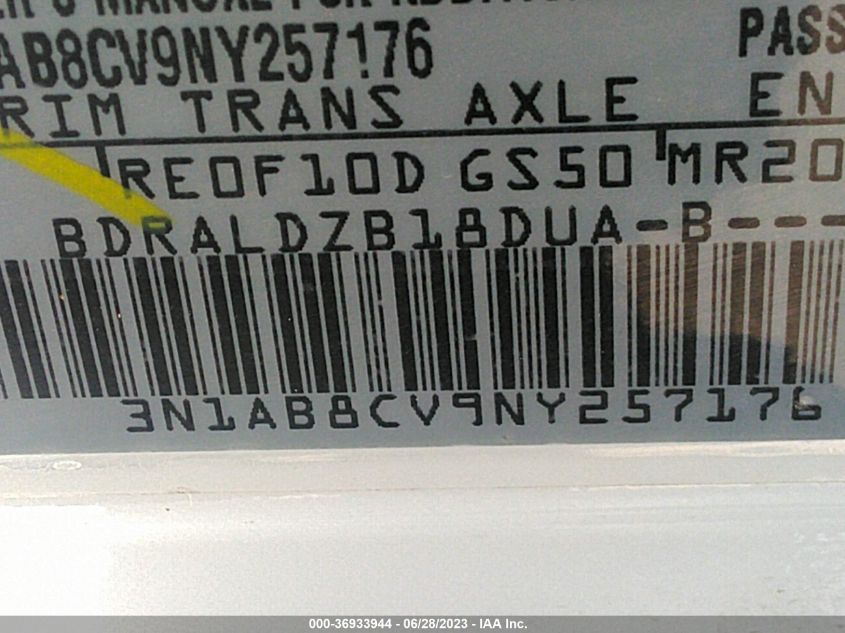 AB8CV9NY257176 PASS
RIM TRANS AXLE EN
RE0F10D GS50 MR20
BDRALDZB18DUA-B---
3N1AB8CV9NY257176
000-36933944 - 06/28/2023 - IAA Inc.